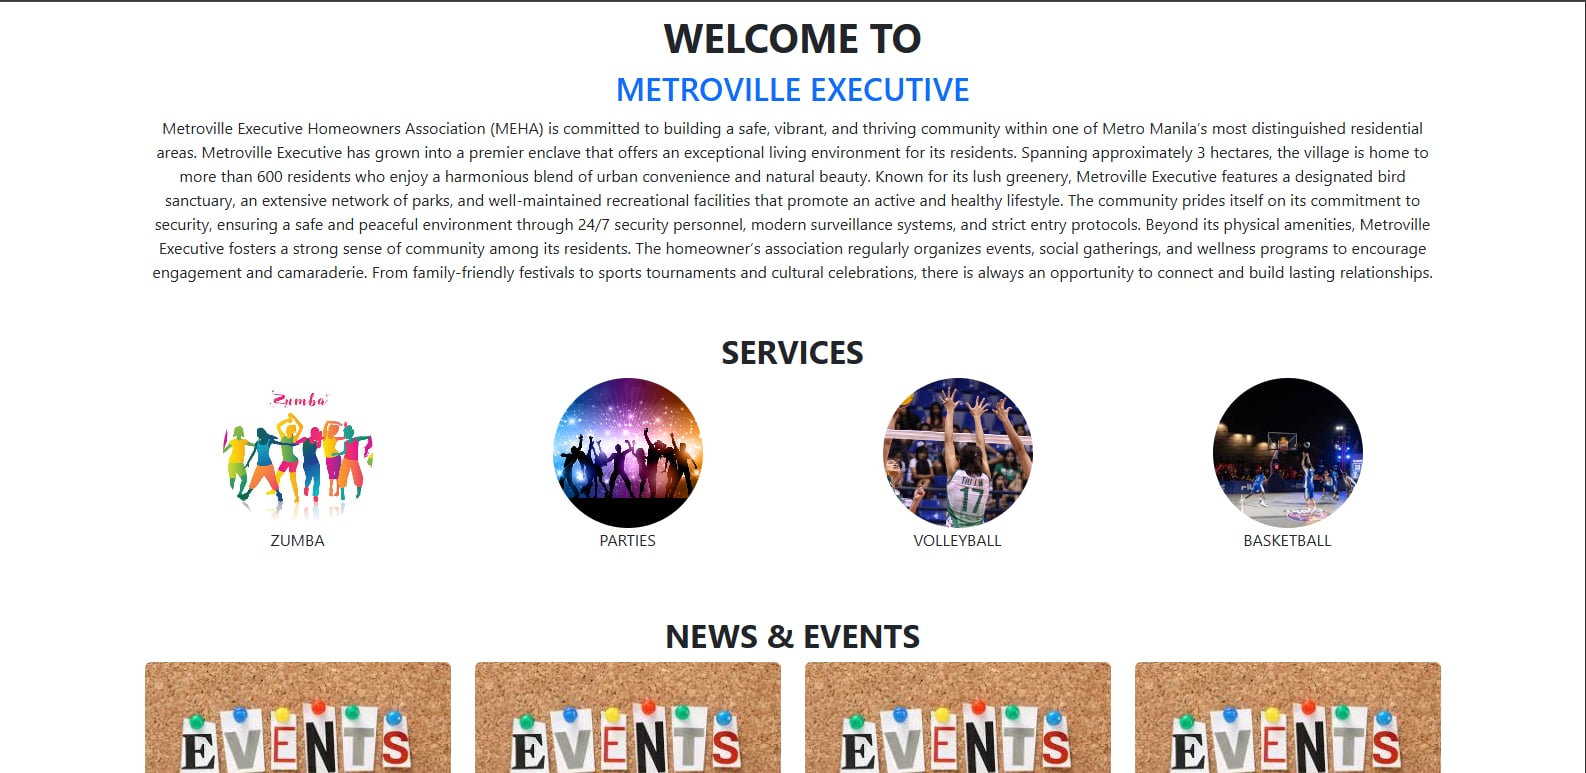 WELCOME TO
METROVILLE EXECUTIVE
Metroville Executive Homeowners Association (MEHA) is committed to building a safe, vibrant, and thriving community within one of Metro Manila’s most distinguished residential
areas. Metroville Executive has grown into a premier enclave that offers an exceptional living environment for its residents. Spanning approximately 3 hectares, the village is home to
more than 600 residents who enjoy a harmonious blend of urban convenience and natural beauty. Known for its lush greenery, Metroville Executive features a designated bird
sanctuary, an extensive network of parks, and well-maintained recreational facilities that promote an active and healthy lifestyle. The community prides itself on its commitment to
security, ensuring a safe and peaceful environment through 24/7 security personnel, modern surveillance systems, and strict entry protocols. Beyond its physical amenities, Metroville
Executive fosters a strong sense of community among its residents. The homeowner’s association regularly organizes events, social gatherings, and wellness programs to encourage
engagement and camaraderie. From family-friendly festivals to sports tournaments and cultural celebrations, there is always an opportunity to connect and build lasting relationships.
SERVICES
Zumba
17
ZUMBA
PARTIES
VOLLEYBALL
BASKETBALL
NEWS & EVENTS
EVENTS
EVENTS
EVENTS
EVENTS